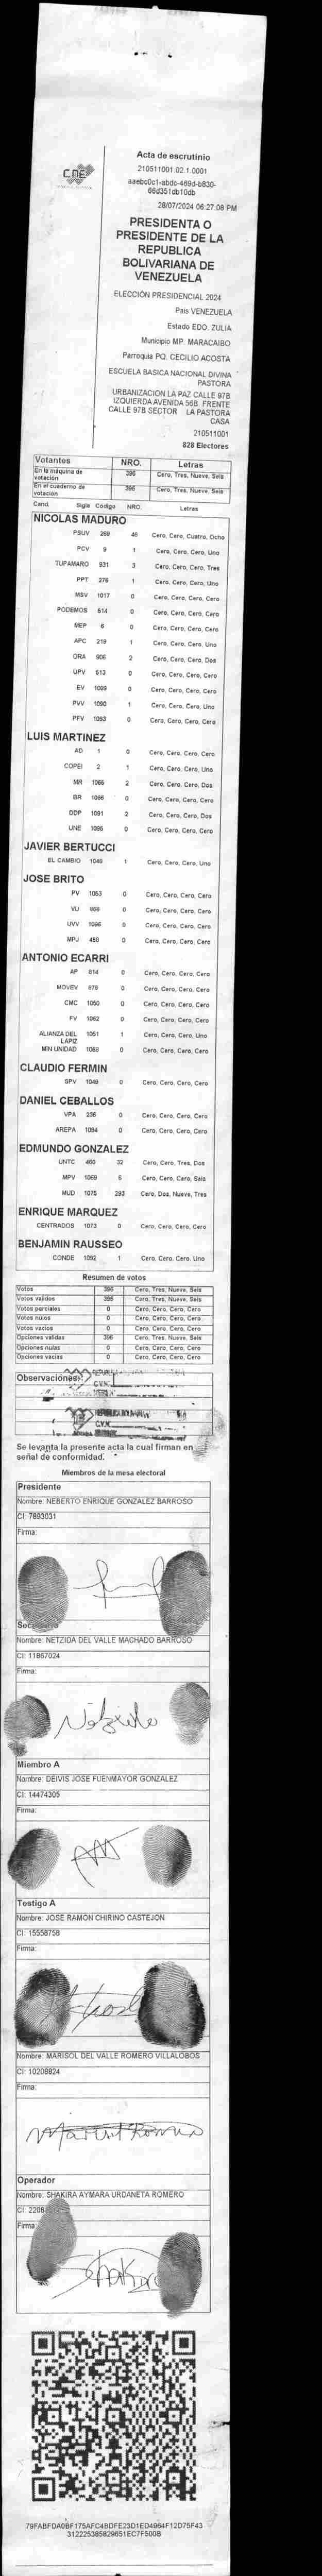 CNE
Acta de escrutinio
210511001.02.1.0001
28/07/2024 06:27:08 PM
PRESIDENTA O
PRESIDENTE DE LA
REPUBLICA
BOLIVARIANA DE
VENEZUELA
ELECCIÓN PRESIDENCIAL 2024
Pais VENEZUELA
Estado EDO. ZULIA
Municipio MP. MARACAIBO
Parroquia PQ. CECILIO ACOSTA
ESCUELA BASICA NACIONAL DIVINA
PASTORA
URBANIZACION LA PAZ CALLE 97B
IZQUIERDA AVENIDA 56B. FRENTE
CALLE 97B SECTOR LA PASTORA
CASA
210511001
828 Electores
Votantes NRO. Letras
En la máquina de votación 396 Cero, Tres, Nueve, Seis
En el cuaderno de votación 396 Cero, Tres, Nueve, Seis
Cand. Sigla Codigo NRO. Letras
NICOLAS MADURO
PSUV 269 48 Cero, Cero, Cuatro, Ocho
PCV 9 1 Cero, Cero, Cero, Uno
TUPAMARO 931 3 Cero, Cero, Cero, Tres
PPT 376 1 Cero, Cero, Cero, Uno
MSV 1017 0 Cero, Cero, Cero, Cero
PODEMOS 514 0 Cero, Cero, Cero, Cero
MEP 6 0 Cero, Cero, Cero, Cero
APC 219 1 Cero, Cero, Cero, Uno
ORA 906 2 Cero, Cero, Cero, Dos
UPV 513 0 Cero, Cero, Cero, Cero
EV 1099 0 Cero, Cero, Cero, Cero
PVV 1090 1 Cero, Cero, Cero, Uno
PFV 1093 0 Cero, Cero, Cero, Cero
LUIS MARTINEZ
AD 1 0 Cero, Cero, Cero, Cero
COPEI 2 1 Cero, Cero, Cero, Uno
MR 1065 2 Cero, Cero, Cero, Dos
BR 1066 0 Cero, Cero, Cero, Cero
DDP 1091 2 Cero, Cero, Cero, Dos
UNE 1095 0 Cero, Cero, Cero, Cero
JAVIER BERTUCCI
EL CAMBIO 1048 1 Cero, Cero, Cero, Uno
JOSE BRITO
PV 1053 0 Cero, Cero, Cero, Cero
VU 968 0 Cero, Cero, Cero, Cero
UVV 1096 0 Cero, Cero, Cero, Cero
MPJ 458 0 Cero, Cero, Cero, Cero
ANTONIO ECARRI
AP 814 0 Cero, Cero, Cero, Cero
MOVEV 878 0 Cero, Cero, Cero, Cero
CMC 1050 0 Cero, Cero, Cero, Cero
FV 1062 0 Cero, Cero, Cero, Cero
ALIANZA DEL LAPIZ 1051 1 Cero, Cero, Cero, Uno
MIN UNIDAD 1068 0 Cero, Cero, Cero, Cero
CLAUDIO FERMIN
SPV 1049 0 Cero, Cero, Cero, Cero
DANIEL CEBALLOS
VPA 236 0 Cero, Cero, Cero, Cero
AREPA 1094 0 Cero, Cero, Cero, Cero
EDMUNDO GONZALEZ
UNTC 460 32 Cero, Cero, Tres, Dos
MPV 1069 6 Cero, Cero, Cero, Seis
MUD 1075 293 Cero, Dos, Nueve, Tres
ENRIQUE MARQUEZ
CENTRADOS 1073 0 Cero, Cero, Cero, Cero
BENJAMIN RAUSSEO
CONDE 1092 1 Cero, Cero, Cero, Uno
Resumen de votos
Votos 396 Cero, Tres, Nueve, Seis
Votos validos 396 Cero, Tres, Nueve, Seis
Votos parciales 0 Cero, Cero, Cero, Cero
Votos nulos 0 Cero, Cero, Cero, Cero
Votos vacios 0 Cero, Cero, Cero, Cero
Opciones validas 396 Cero, Tres, Nueve, Seis
Opciones nulas 0 Cero, Cero, Cero, Cero
Opciones vacias 0 Cero, Cero, Cero, Cero
Observaciones:
Se levanta la presente acta la cual firman en
señal de conformidad.
Miembros de la mesa electoral
Presidente
Nombre: NEBERTO ENRIQUE GONZALEZ BARROSO
CI: 7893031
Firma:
Secretario
Nombre: NETZIDA DEL VALLE MACHADO BARROSO
CI: 11867024
Firma:
Miembro A
Nombre: DEIVIS JOSE FUENMAYOR GONZALEZ
CI: 14474305
Firma:
Testigo A
Nombre: JOSE RAMON CHIRINO CASTEJON
CI: 15558758
Firma:
Nombre: MARISOL DEL VALLE ROMERO VILLALOBOS
CI: 10208824
Firma:
Operador
Nombre: SHAKIRA AYMARA URDANETA ROMERO
CI: 2206
Firma: